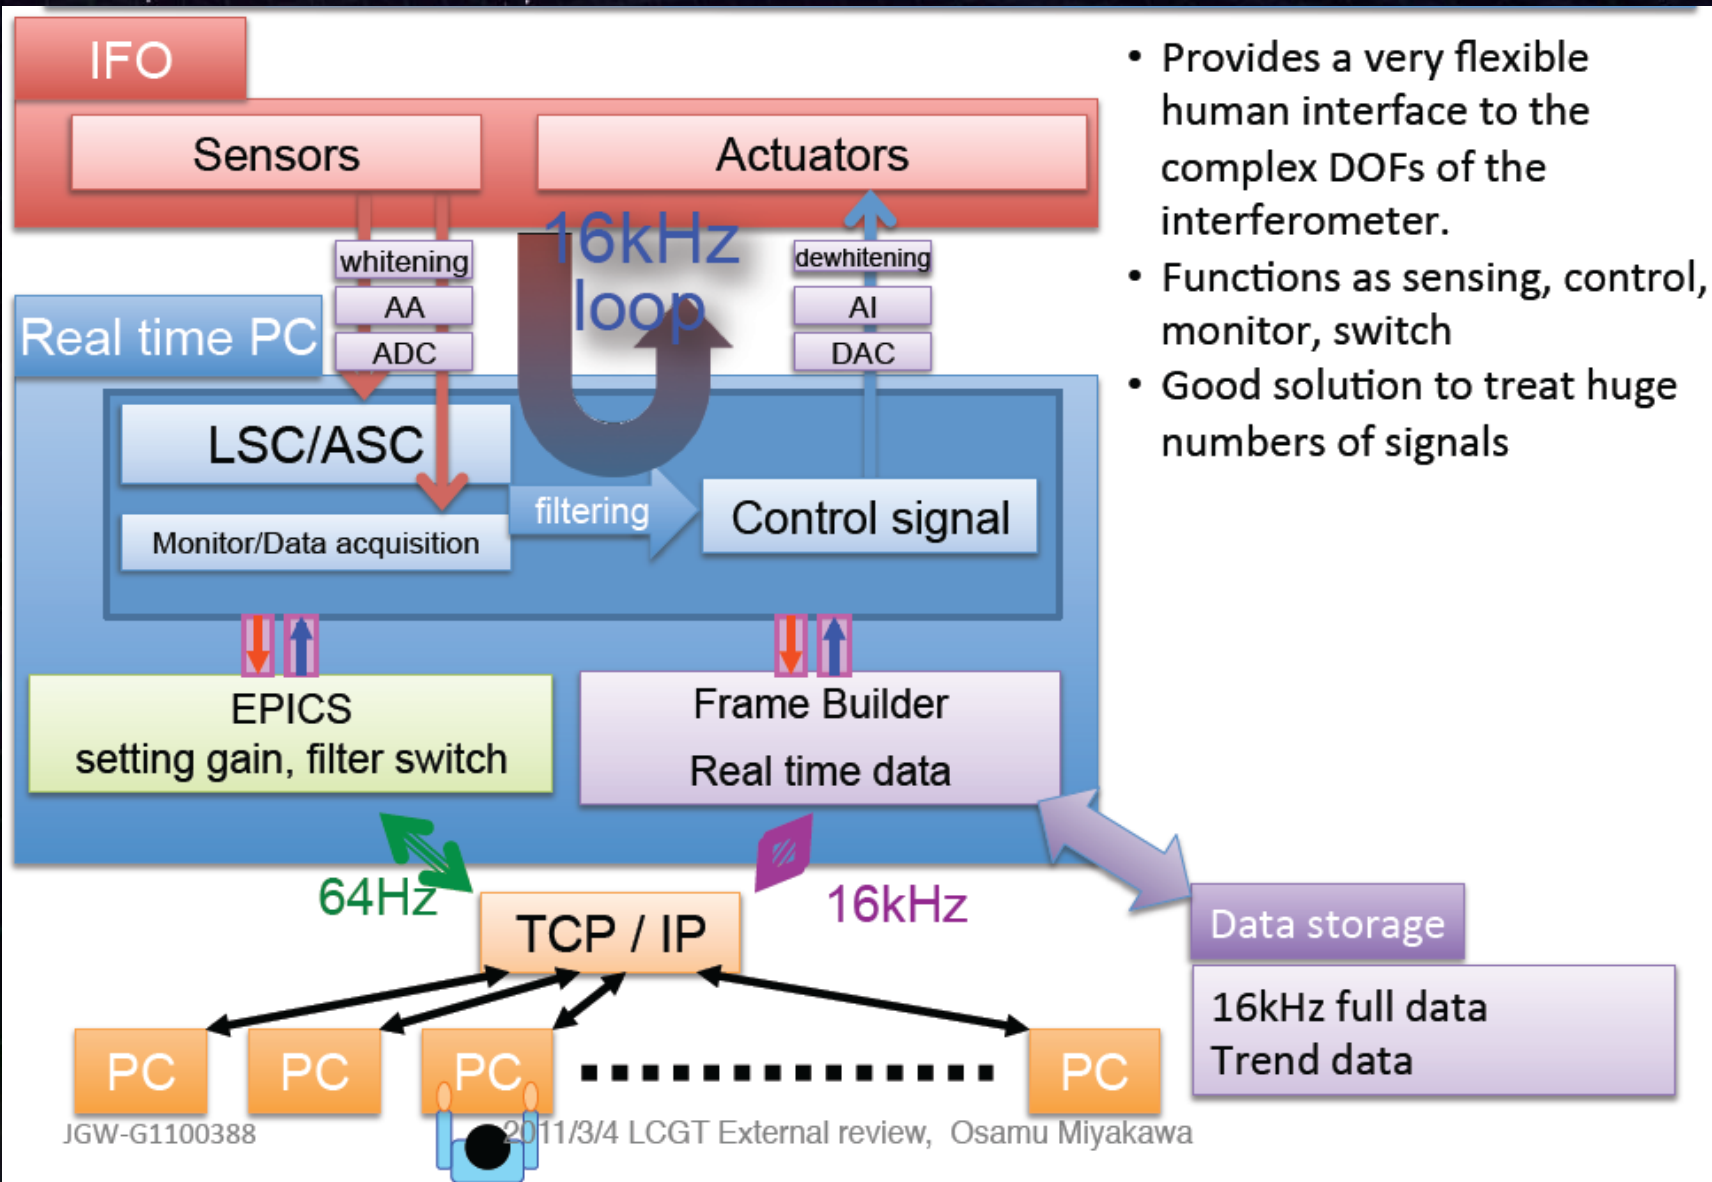 IFO
Sensors
Actuators
16kHz
loop
whitening
AA
ADC
dewhitening
AI
DAC
Real time PC
LSC/ASC
Monitor/Data acquisition
filtering
Control signal
EPICS
setting gain, filter switch
Frame Builder
Real time data
64Hz
16kHz
TCP / IP
PC
PC
PC
PC
Data storage
16kHz full data
Trend data
• Provides a very flexible
human interface to the
complex DOFs of the
interferometer.
• Functions as sensing, control,
monitor, switch
• Good solution to treat huge
numbers of signals
JGW-G1100388
2011/3/4 LCGT External review, Osamu Miyakawa